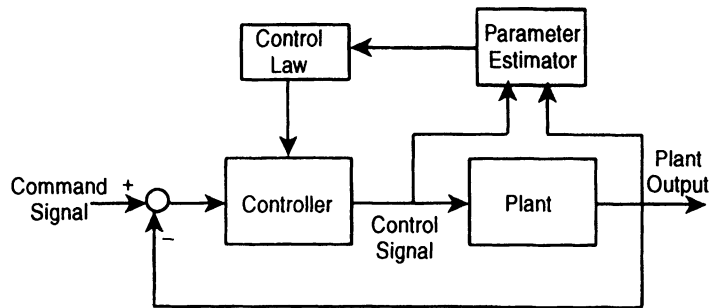 Control
Law
Parameter
Estimator
Command
Signal
+
−
Controller
Control
Signal
Plant
Plant
Output